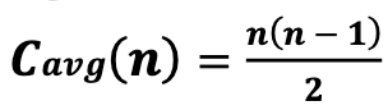 Cavg(n) = n(n − 1)/2